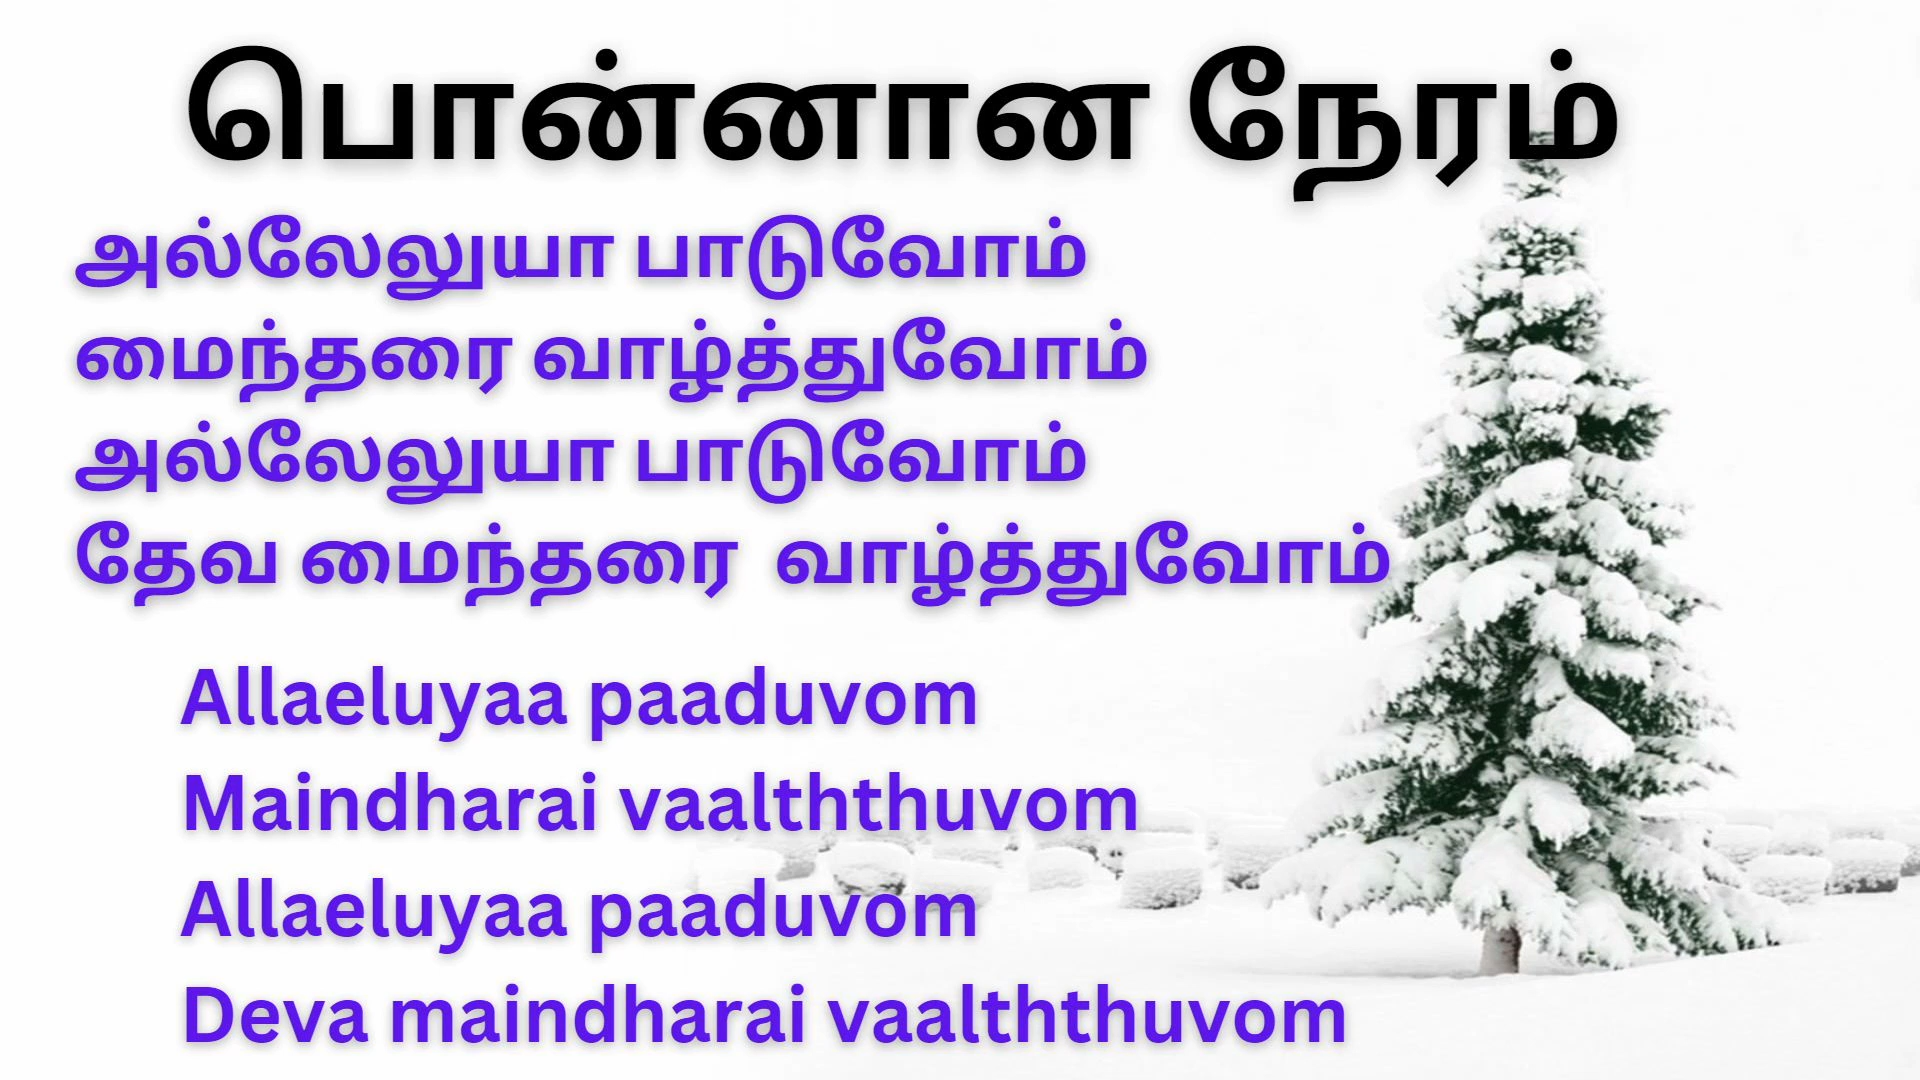 பொன்னான நேரம்
அல்லேலுயா பாடுவோம்
மைந்தரை வாழ்த்துவோம்
அல்லேலுயா பாடுவோம்
தேவ மைந்தரை வாழ்த்துவோம்
Allaeluyaa paaduvom
Maindharai vaalththuvom
Allaeluyaa paaduvom
Deva maindharai vaalththuvom